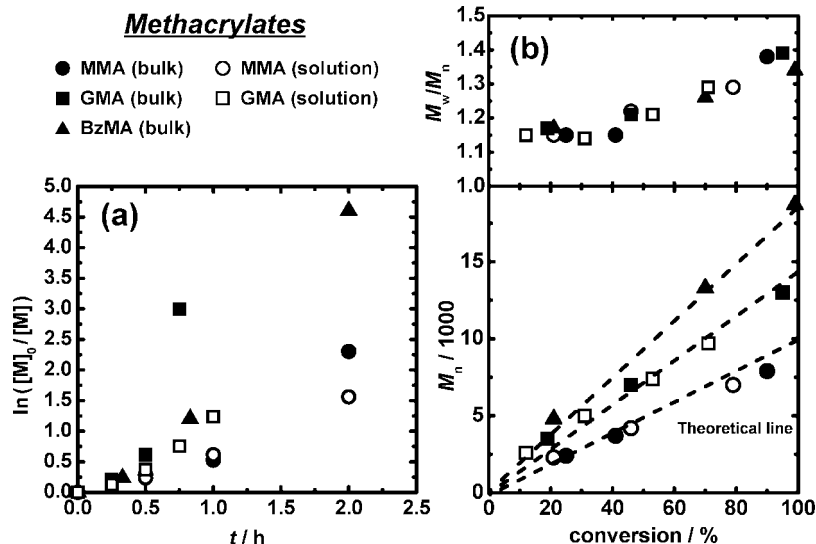 Methacrylates
MMA (bulk) MMA (solution)
GMA (bulk) GMA (solution)
BzMA (bulk)
(a)
ln([M]0/[M])
5.0
4.5
4.0
3.5
3.0
2.5
2.0
1.5
1.0
0.5
0.0
0.0 0.5 1.0 1.5 2.0 2.5
t / h
(b)
Mw/Mn
1.4
1.3
1.2
1.1
1.0
Mn / 1000
15
10
5
0
Theoretical line
0 20 40 60 80 100
conversion / %